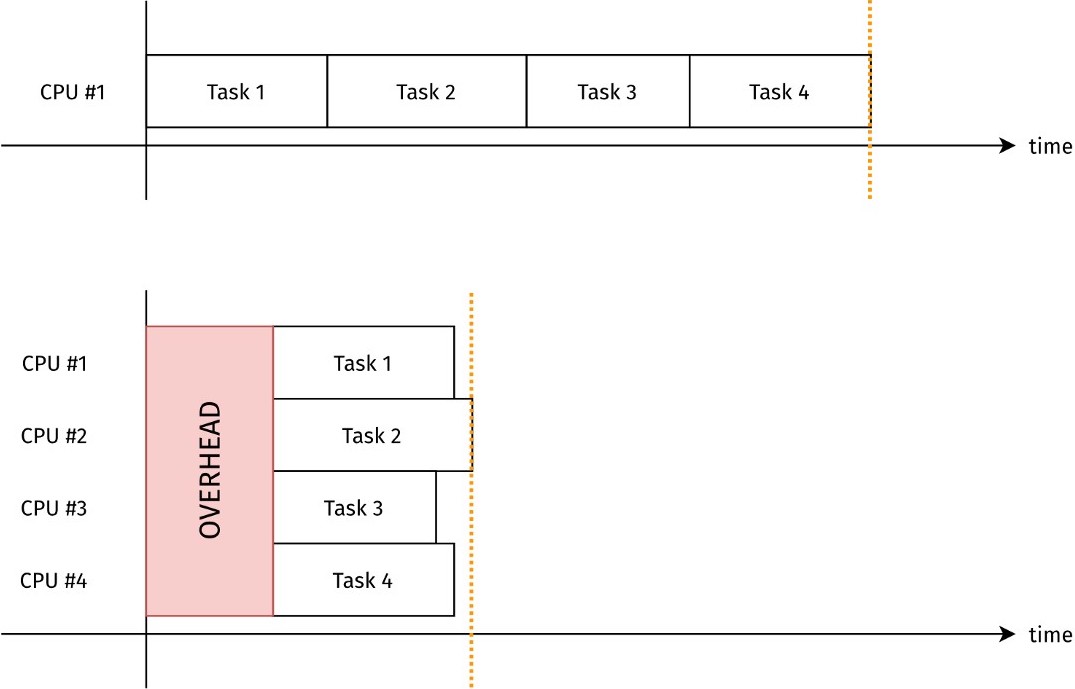 CPU #1
Task 1
Task 2
Task 3
Task 4
time
CPU #1
Task 1
CPU #2
Task 2
OVERHEAD
CPU #3
Task 3
CPU #4
Task 4
time